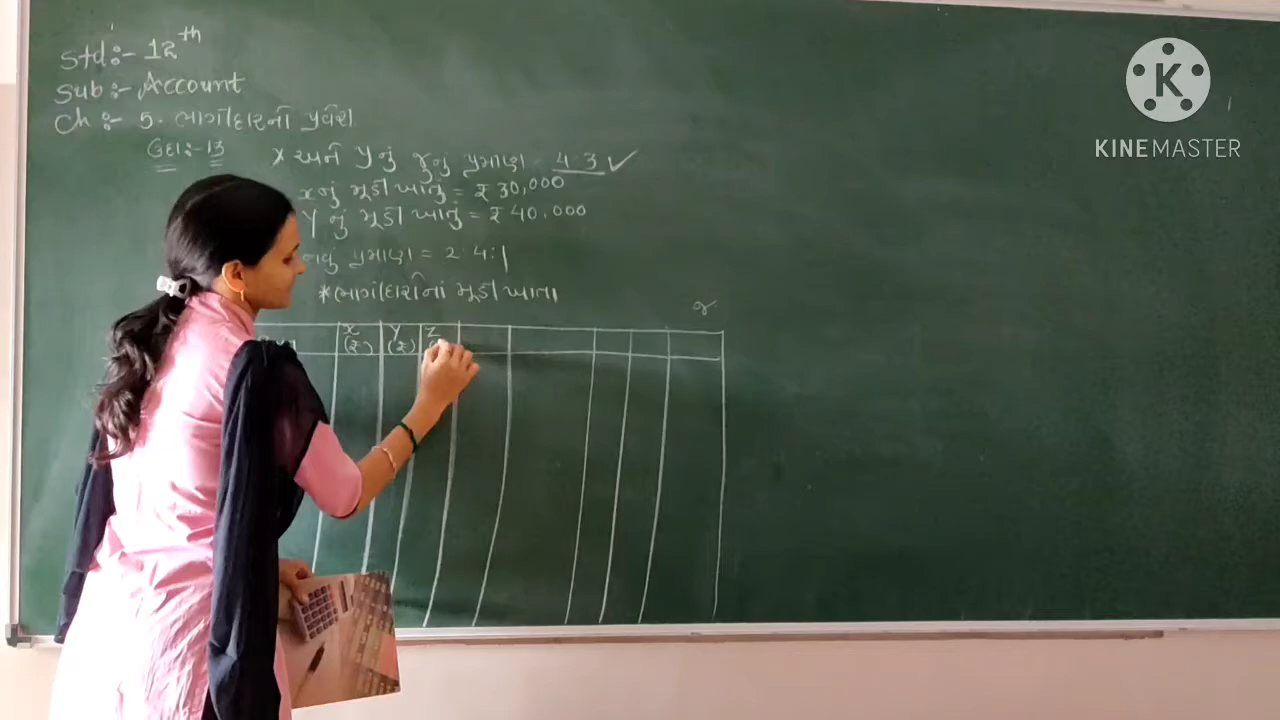 Std:- 12th
Sub:- Account
Ch:- 5. ભાગીદારનો પ્રવેશ
ઉદા:-13
X અને Y નું જૂનું પ્રમાણ = 4:3 ✓
X નું મૂડી ખાતું = ₹ 30,000
Y નું મૂડી ખાતું = ₹ 40,000
નવું પ્રમાણ = 2:4:1
* ભાગીદારોનાં મૂડી ખાતા
જ
X Y Z
(₹) (₹)
K
KINEMASTER